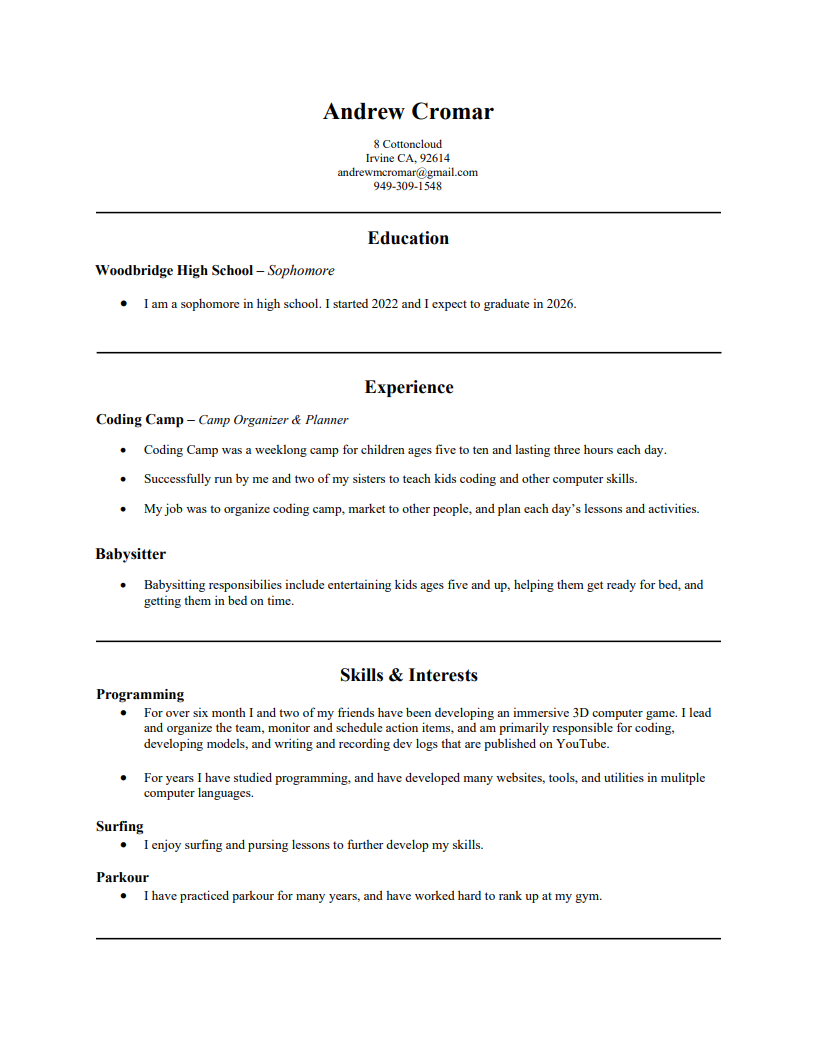 Andrew Cromar
8 Cottoncloud
Irvine CA, 92614
andrewmcromar@gmail.com
949-309-1548
Education
Woodbridge High School – Sophomore
• I am a sophomore in high school. I started 2022 and I expect to graduate in 2026.
Experience
Coding Camp – Camp Organizer & Planner
• Coding Camp was a weeklong camp for children ages five to ten and lasting three hours each day.
• Successfully run by me and two of my sisters to teach kids coding and other computer skills.
• My job was to organize coding camp, market to other people, and plan each day’s lessons and activities.
Babysitter
• Babysitting responsibilies include entertaining kids ages five and up, helping them get ready for bed, and
getting them in bed on time.
Skills & Interests
Programming
• For over six month I and two of my friends have been developing an immersive 3D computer game. I lead
and organize the team, monitor and schedule action items, and am primarily responsible for coding,
developing models, and writing and recording dev logs that are published on YouTube.
• For years I have studied programming, and have developed many websites, tools, and utilities in mulitple
computer languages.
Surfing
• I enjoy surfing and pursing lessons to further develop my skills.
Parkour
• I have practiced parkour for many years, and have worked hard to rank up at my gym.